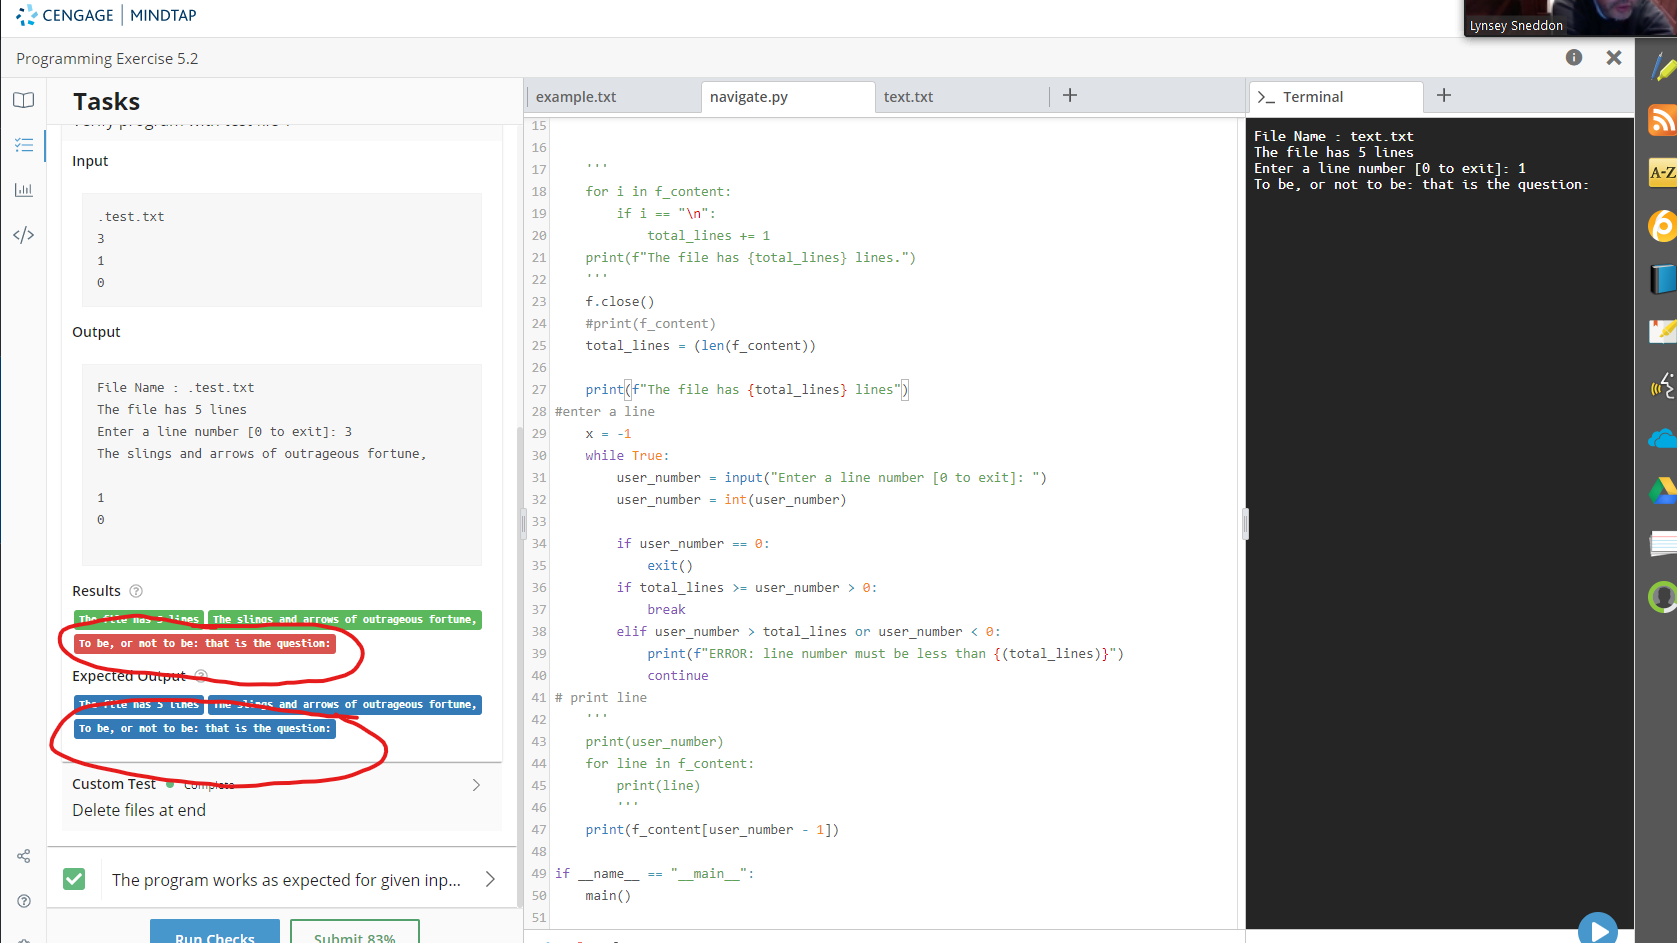 CENGAGE | MINDTAP
Lynsey Sneddon
Programming Exercise 5.2
Tasks
Input
.test.txt
3
1
0
Output
File Name : .test.txt
The file has 5 lines
Enter a line number [0 to exit]: 3
The slings and arrows of outrageous fortune,
1
0
Results
The file has 5 lines The slings and arrows of outrageous fortune,
To be, or not to be: that is the question:
Expected Output
The file has 5 lines The slings and arrows of outrageous fortune,
To be, or not to be: that is the question:
Custom Test Complete
Delete files at end
The program works as expected for given inp...
Run Checks Submit 83%
example.txt navigate.py text.txt
15
16
17     '''
18     for i in f_content:
19         if i == "\n":
20             total_lines += 1
21     print(f"The file has {total_lines} lines.")
22     '''
23     f.close()
24     #print(f_content)
25     total_lines = (len(f_content))
26
27     print(f"The file has {total_lines} lines")
28 #enter a line
29     x = -1
30     while True:
31         user_number = input("Enter a line number [0 to exit]: ")
32         user_number = int(user_number)
33
34         if user_number == 0:
35             exit()
36         if total_lines >= user_number > 0:
37             break
38         elif user_number > total_lines or user_number < 0:
39             print(f"ERROR: line number must be less than {(total_lines)}")
40             continue
41 # print line
42     '''
43     print(user_number)
44     for line in f_content:
45         print(line)
46         '''
47     print(f_content[user_number - 1])
48
49 if __name__ == "__main__":
50     main()
51
>_ Terminal
File Name : text.txt
The file has 5 lines
Enter a line number [0 to exit]: 1
To be, or not to be: that is the question:
A-Z